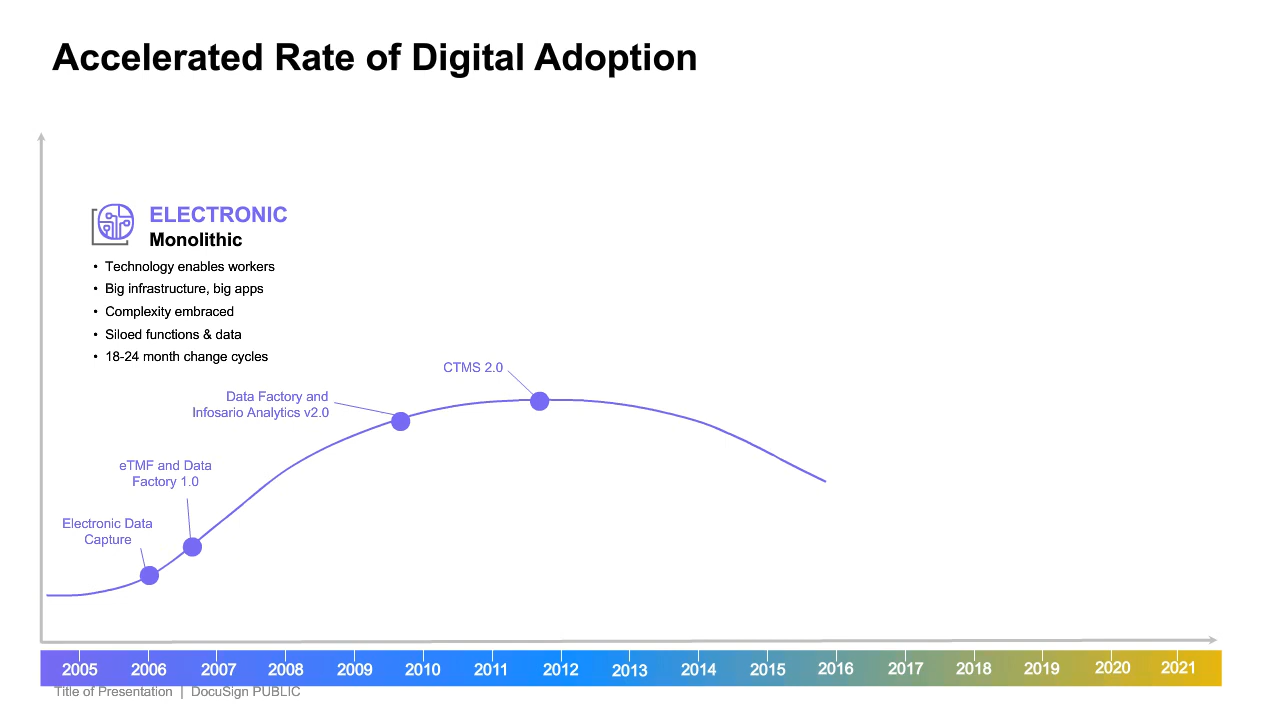 Accelerated Rate of Digital Adoption
ELECTRONIC
Monolithic
• Technology enables workers
• Big infrastructure, big apps
• Complexity embraced
• Siloed functions & data
• 18-24 month change cycles
CTMS 2.0
Data Factory and
Infosario Analytics v2.0
eTMF and Data
Factory 1.0
Electronic Data
Capture
2005 2006 2007 2008 2009 2010 2011 2012 2013 2014 2015 2016 2017 2018 2019 2020 2021
Title of Presentation | DocuSign PUBLIC